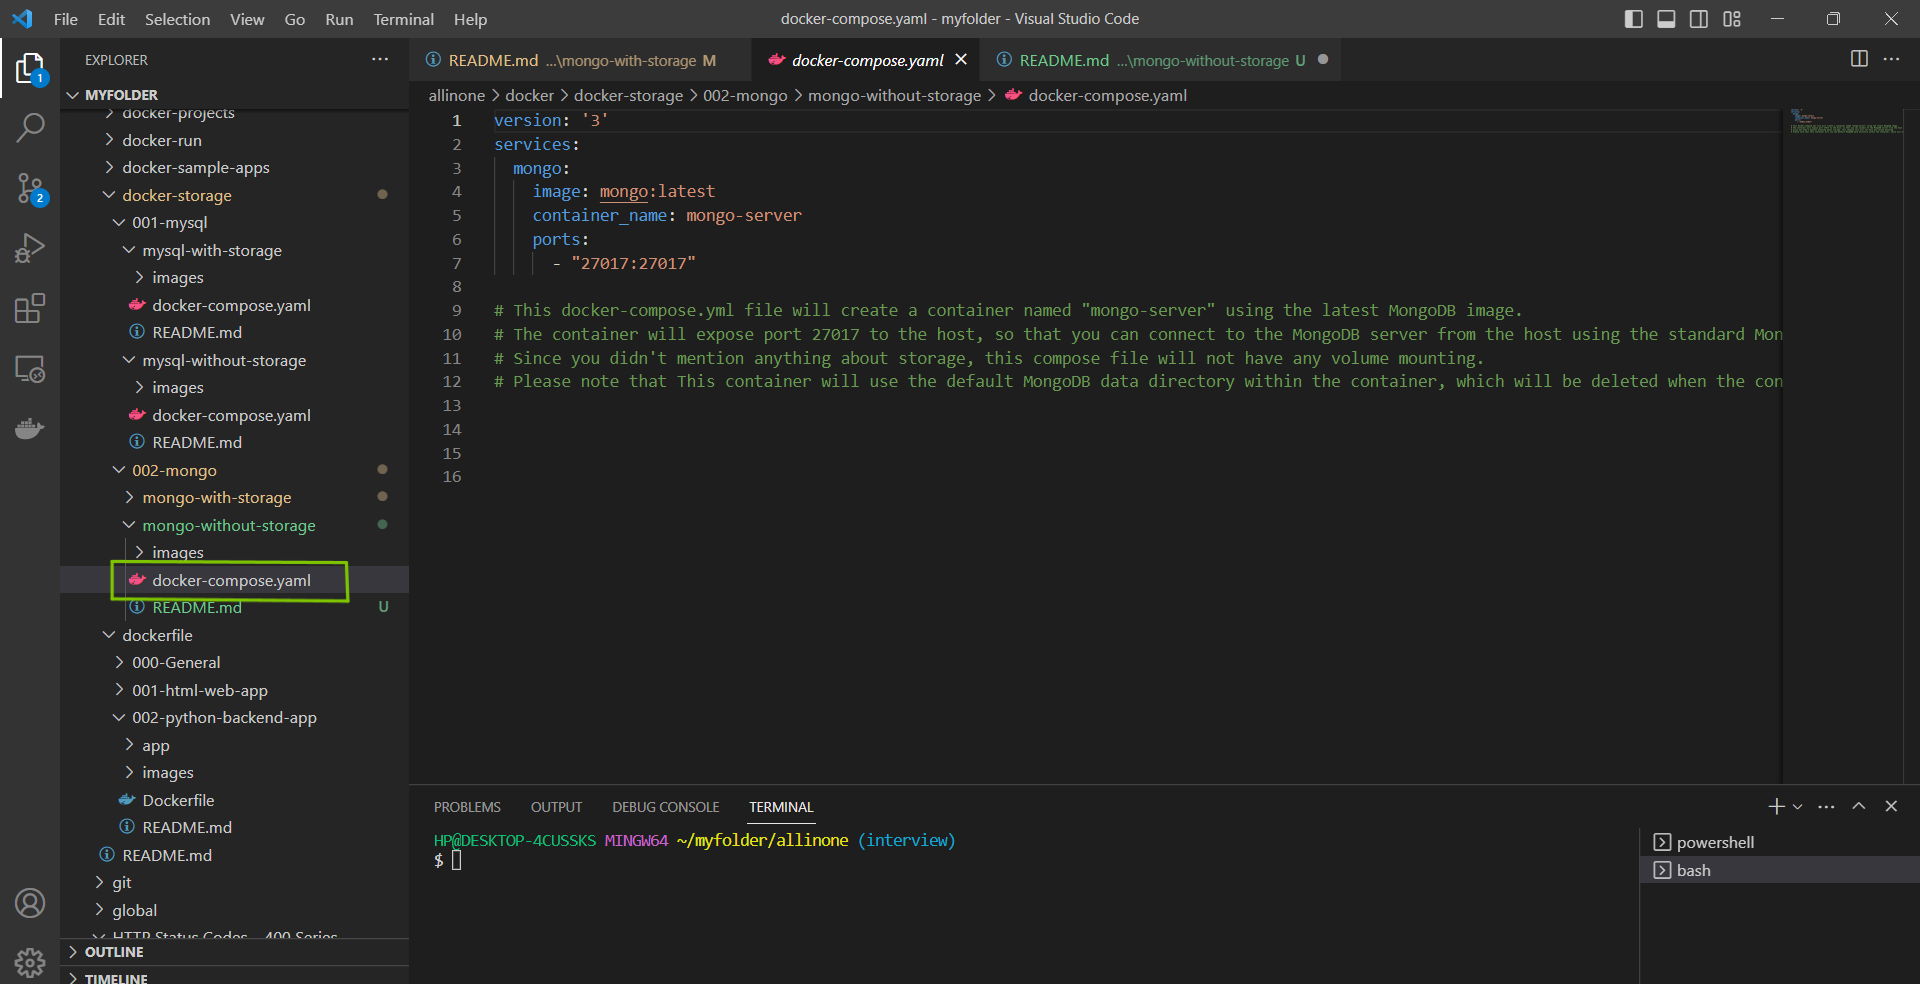 File Edit Selection View Go Run Terminal Help
docker-compose.yaml - myfolder - Visual Studio Code
1
2
EXPLORER
MYFOLDER
docker-projects
docker-run
docker-sample-apps
docker-storage
001-mysql
mysql-with-storage
images
docker-compose.yaml
README.md
mysql-without-storage
images
docker-compose.yaml
README.md
002-mongo
mongo-with-storage
mongo-without-storage
images
docker-compose.yaml
README.md U
dockerfile
000-General
001-html-web-app
002-python-backend-app
app
images
Dockerfile
README.md
README.md
git
global
HTTP Status Codes - 400 Series
OUTLINE
TIMELINE
README.md ...\mongo-with-storage M
docker-compose.yaml
README.md ...\mongo-without-storage U
allinone > docker > docker-storage > 002-mongo > mongo-without-storage > docker-compose.yaml
1 version: '3'
2 services:
3 mongo:
4 image: mongo:latest
5 container_name: mongo-server
6 ports:
7 - "27017:27017"
8
9 # This docker-compose.yml file will create a container named "mongo-server" using the latest MongoDB image.
10 # The container will expose port 27017 to the host, so that you can connect to the MongoDB server from the host using the standard Mon
11 # Since you didn't mention anything about storage, this compose file will not have any volume mounting.
12 # Please note that This container will use the default MongoDB data directory within the container, which will be deleted when the con
13
14
15
16
PROBLEMS OUTPUT DEBUG CONSOLE TERMINAL
HP@DESKTOP-4CUSSKS MINGW64 ~/myfolder/allinone (interview)
$
powershell
bash